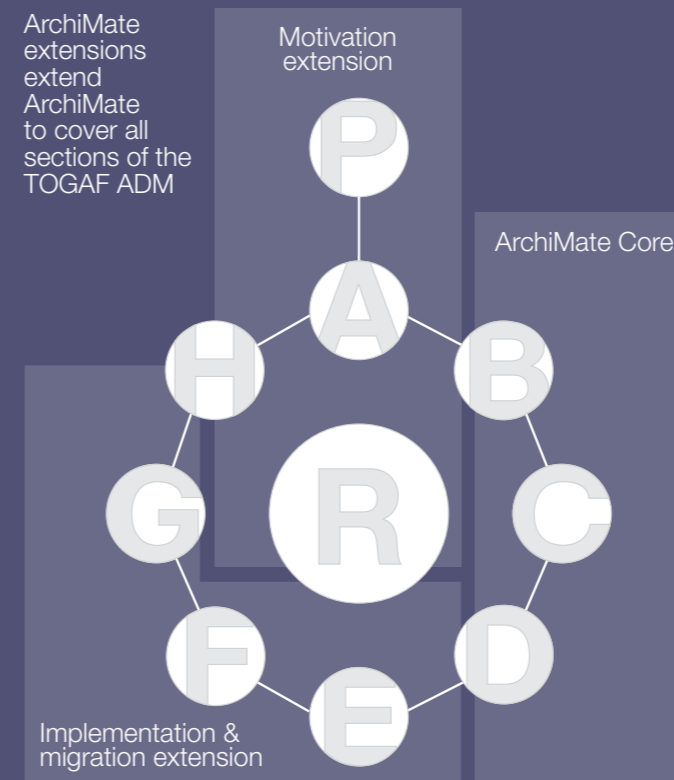 ArchiMate
extensions
extend
ArchiMate
to cover all
sections of the
TOGAF ADM
Motivation
extension
P
ArchiMate Core
A
H
B
R
G
C
F
D
E
Implementation &
migration extension